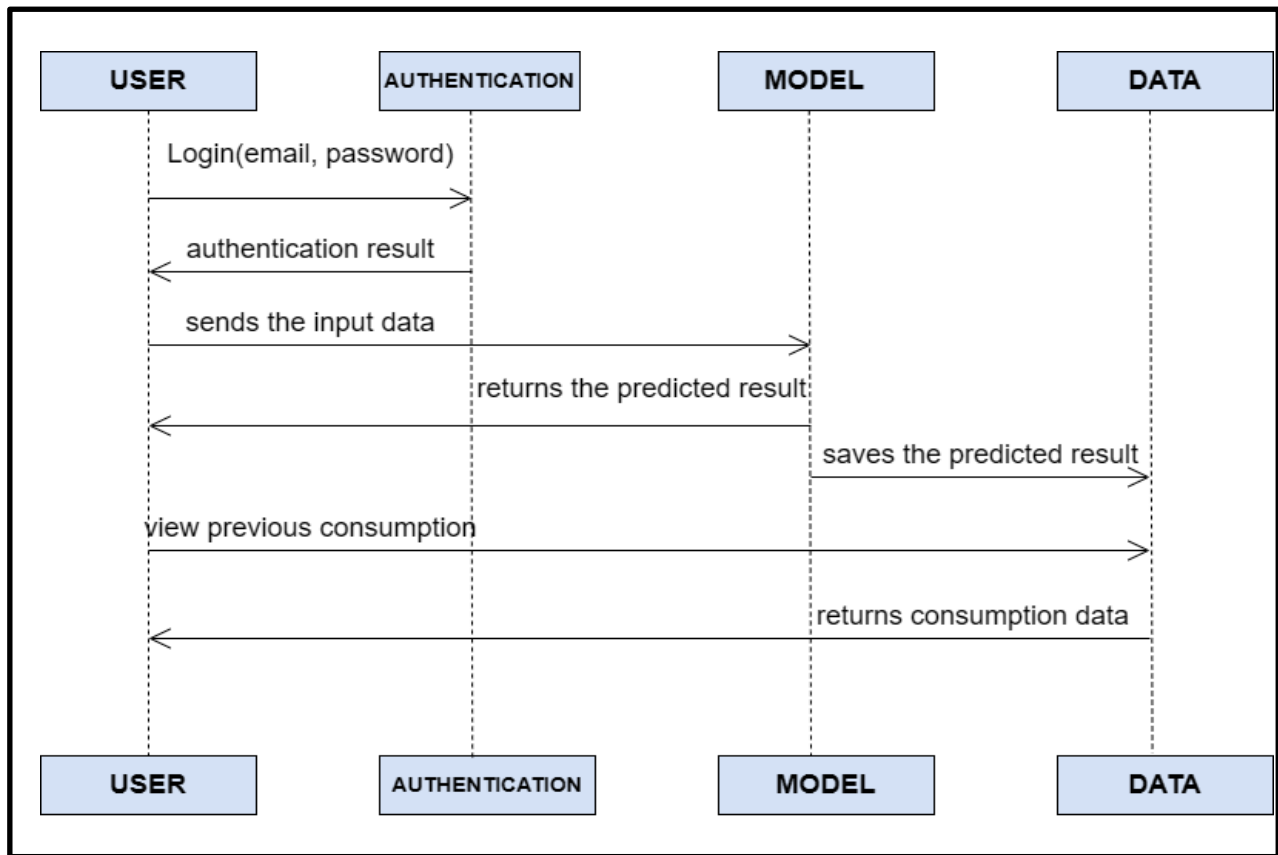 USER
AUTHENTICATION
MODEL
DATA
Login(email, password)
authentication result
sends the input data
returns the predicted result
saves the predicted result
view previous consumption
returns consumption data
USER
AUTHENTICATION
MODEL
DATA